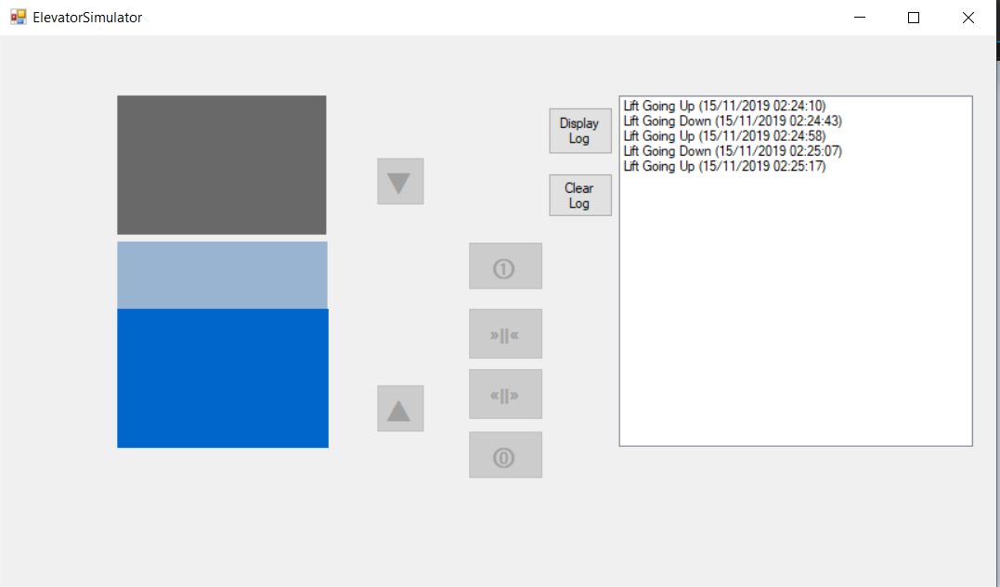 ElevatorSimulator
Display
Log
Clear
Log
Lift Going Up (15/11/2019 02:24:10)
Lift Going Down (15/11/2019 02:24:43)
Lift Going Up (15/11/2019 02:24:58)
Lift Going Down (15/11/2019 02:25:07)
Lift Going Up (15/11/2019 02:25:17)
▼
①
»||«
«||»
▲
⓪